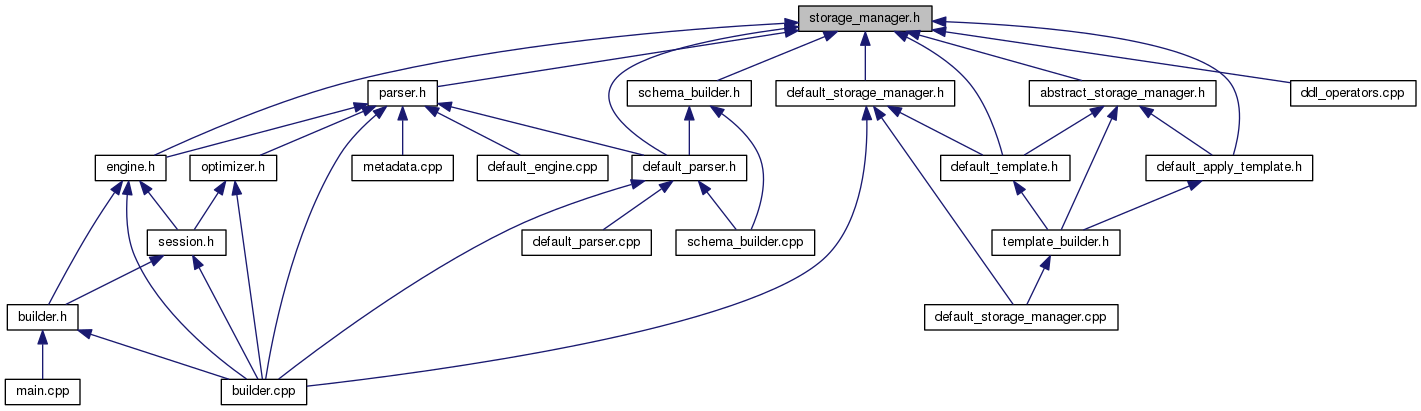 storage_manager.h
parser.h
schema_builder.h
default_storage_manager.h
abstract_storage_manager.h
ddl_operators.cpp
engine.h
optimizer.h
metadata.cpp
default_engine.cpp
default_parser.h
default_template.h
default_apply_template.h
session.h
default_parser.cpp
schema_builder.cpp
template_builder.h
builder.h
default_storage_manager.cpp
main.cpp
builder.cpp